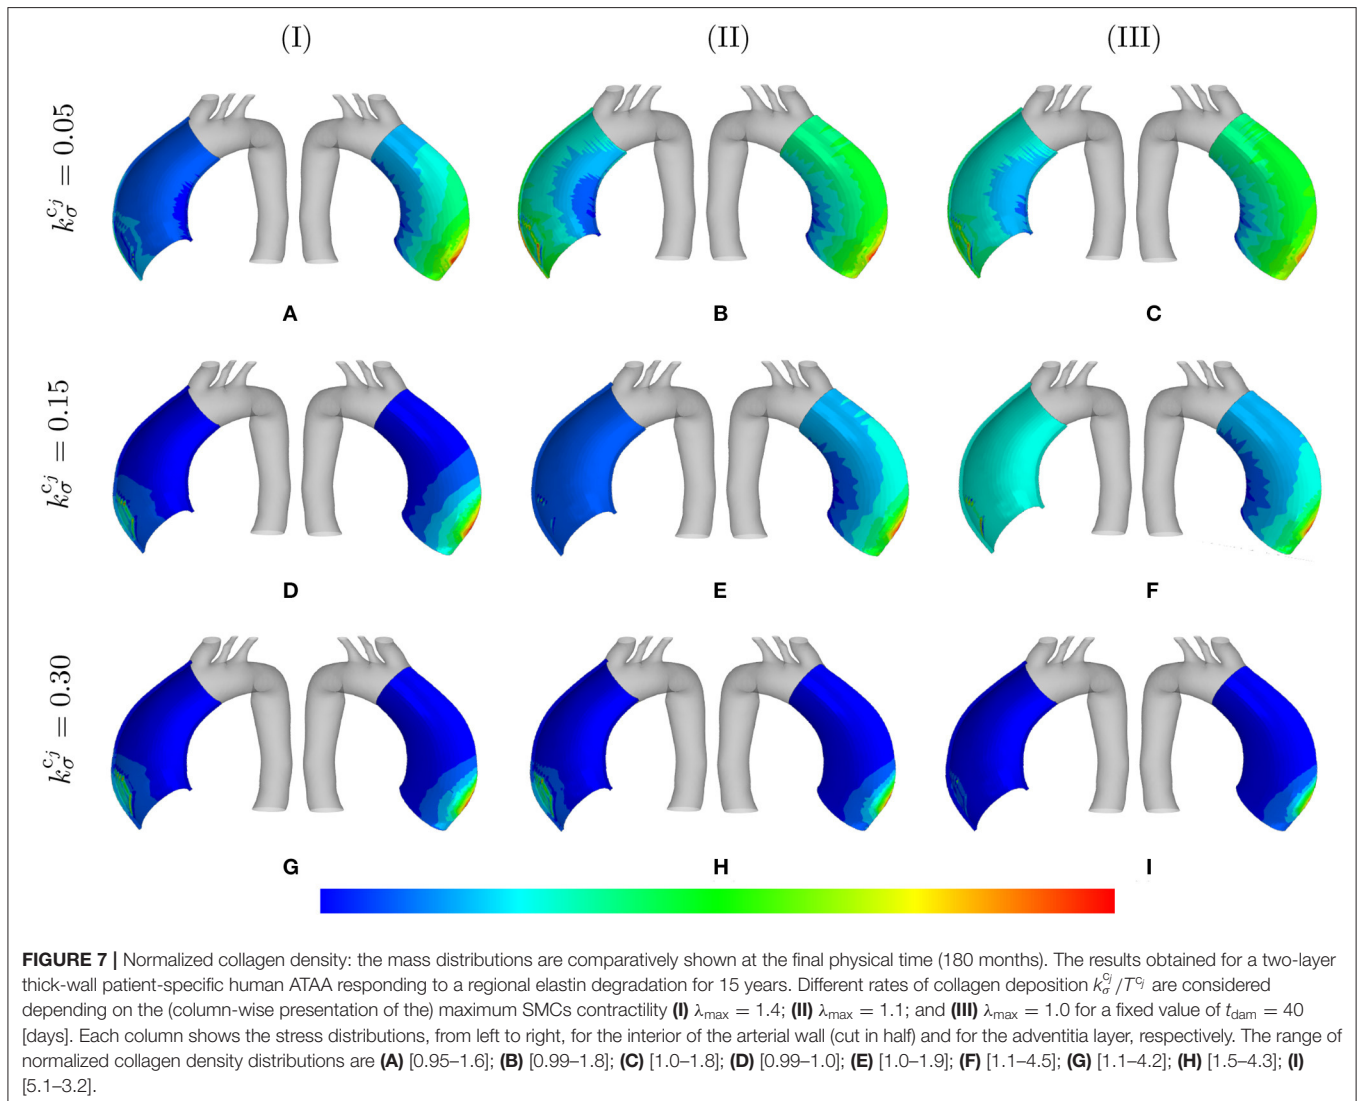 (I) (II) (III)
k_σ^{c_j} = 0.05
A B C
k_σ^{c_j} = 0.15
D E F
k_σ^{c_j} = 0.30
G H I
FIGURE 7 | Normalized collagen density: the mass distributions are comparatively shown at the final physical time (180 months). The results obtained for a two-layer
thick-wall patient-specific human ATAA responding to a regional elastin degradation for 15 years. Different rates of collagen deposition k_σ^{c_j}/T^{c_j} are considered
depending on the (column-wise presentation of the) maximum SMCs contractility (I) λ_max = 1.4; (II) λ_max = 1.1; and (III) λ_max = 1.0 for a fixed value of t_dam = 40
[days]. Each column shows the stress distributions, from left to right, for the interior of the arterial wall (cut in half) and for the adventitia layer, respectively. The range of
normalized collagen density distributions are (A) [0.95–1.6]; (B) [0.99–1.8]; (C) [1.0–1.8]; (D) [0.99–1.0]; (E) [1.0–1.9]; (F) [1.1–4.5]; (G) [1.1–4.2]; (H) [1.5–4.3]; (I)
[5.1–3.2].